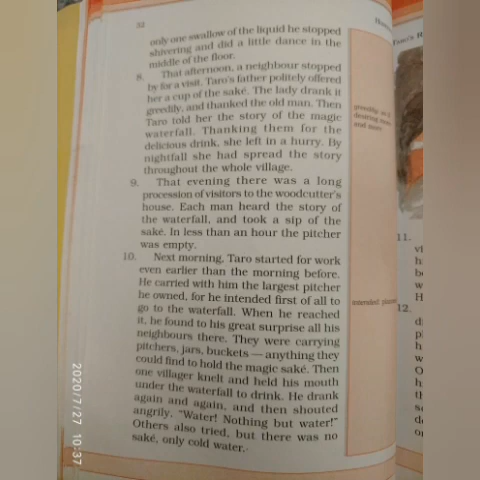 32
only one swallow of the liquid he stopped
shivering and did a little dance in the
middle of the floor.
8. That afternoon, a neighbour stopped
by for a visit. Taro's father politely offered
her a cup of the saké. The lady drank it
greedily, and thanked the old man. Then
Taro told her the story of the magic
waterfall. Thanking them for the
delicious drink, she left in a hurry. By
nightfall she had spread the story
throughout the whole village.
9. That evening there was a long
procession of visitors to the woodcutter's
house. Each man heard the story of
the waterfall, and took a sip of the
saké. In less than an hour the pitcher
was empty.
10. Next morning, Taro started for work
even earlier than the morning before.
He carried with him the largest pitcher
he owned, for he intended first of all to
go to the waterfall. When he reached
it, he found to his great surprise all his
neighbours there. They were carrying
pitchers, jars, buckets — anything they
could find to hold the magic saké. Then
one villager knelt and held his mouth
under the waterfall to drink. He drank
again and again, and then shouted
angrily, "Water! Nothing but water!"
Others also tried, but there was no
saké, only cold water.
greedily
and more
intended
Taro's
11.
12.
2020/7/27 10:37